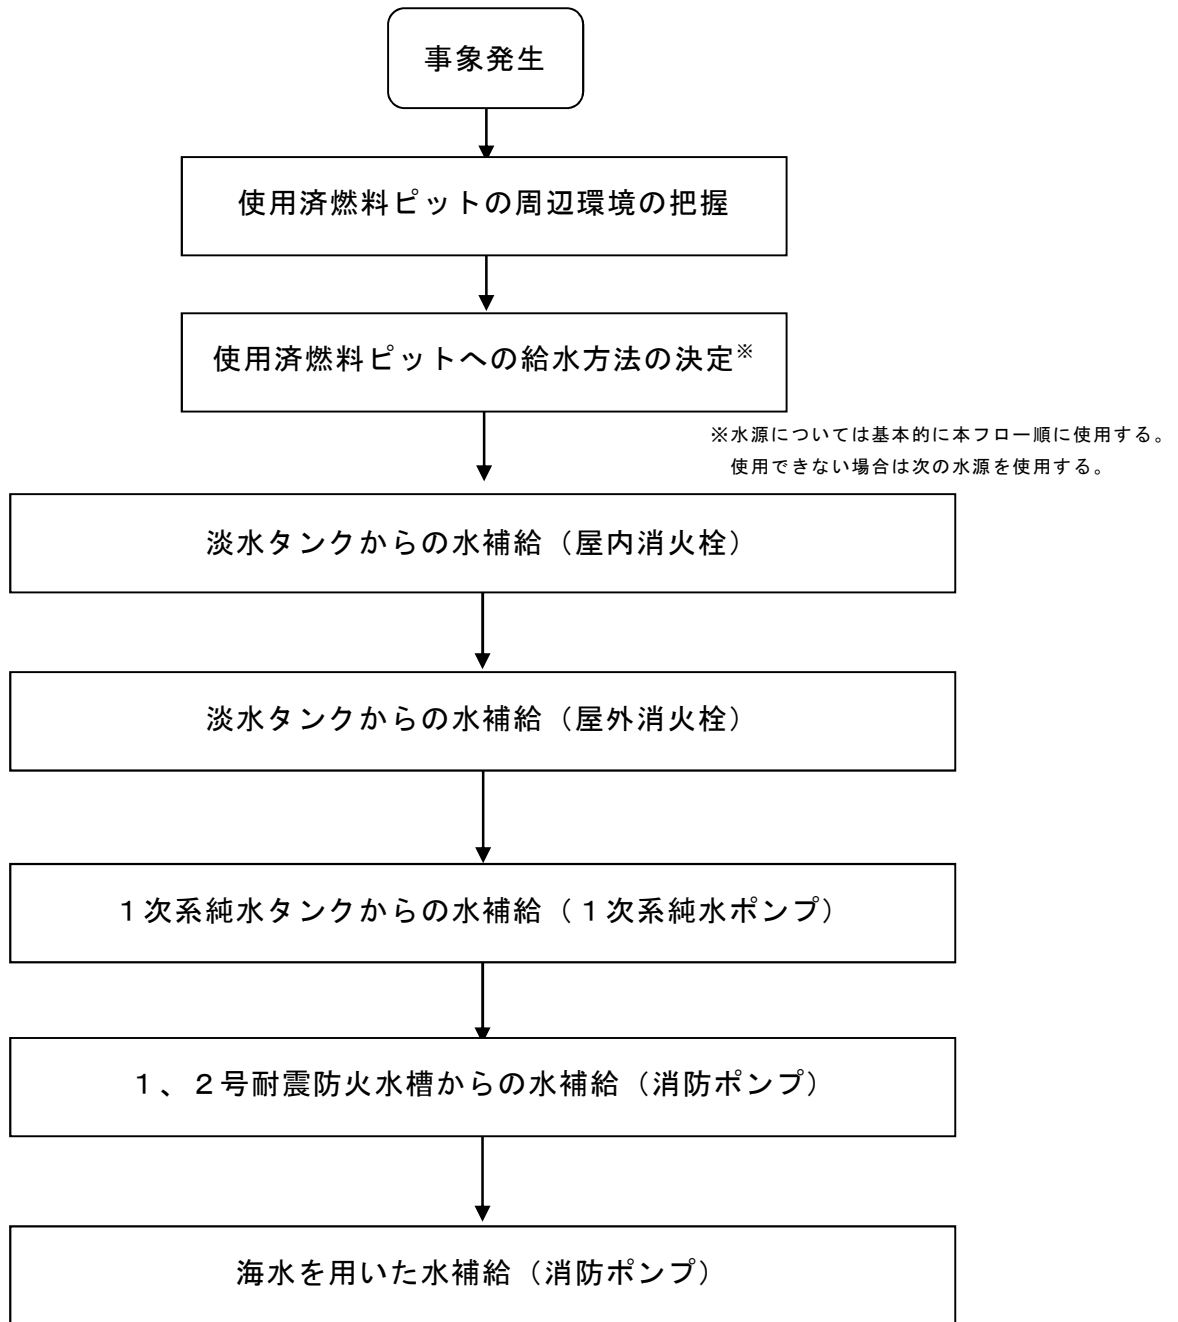 事象発生
使用済燃料ピットの周辺環境の把握
使用済燃料ピットへの給水方法の決定※
※水源については基本的に本フロー順に使用する。
使用できない場合は次の水源を使用する。
淡水タンクからの水補給（屋内消火栓）
淡水タンクからの水補給（屋外消火栓）
１次系純水タンクからの水補給（１次系純水ポンプ）
１、２号耐震防火水槽からの水補給（消防ポンプ）
海水を用いた水補給（消防ポンプ）